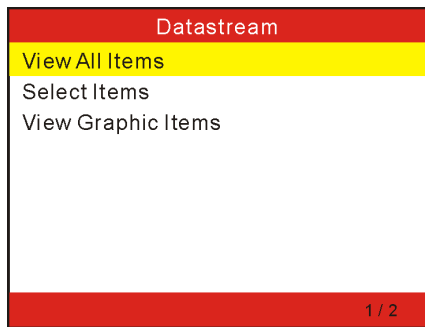 Datastream
View All Items
Select Items
View Graphic Items
1 / 2